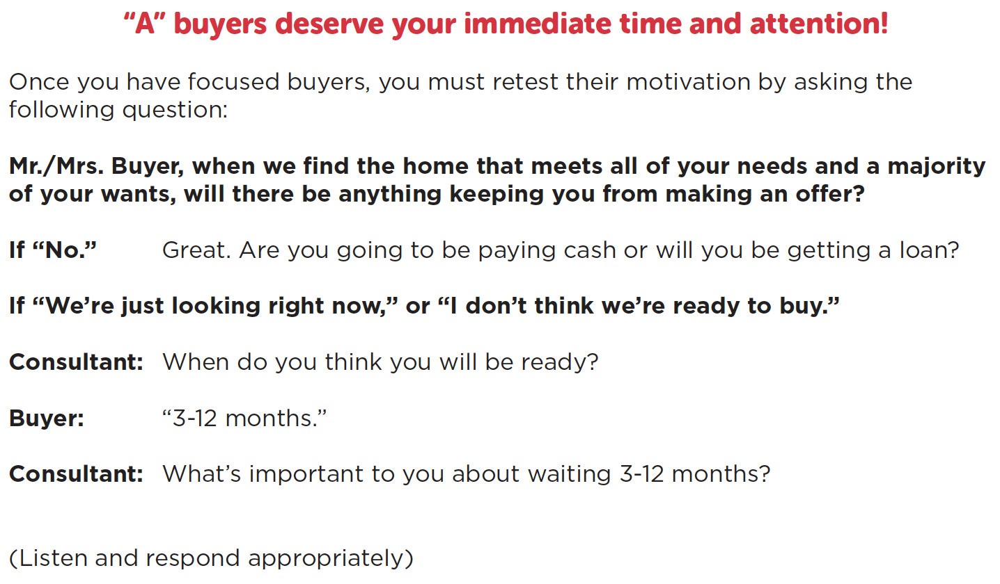 “A” buyers deserve your immediate time and attention!
Once you have focused buyers, you must retest their motivation by asking the
following question:
Mr./Mrs. Buyer, when we find the home that meets all of your needs and a majority
of your wants, will there be anything keeping you from making an offer?
If “No.” Great. Are you going to be paying cash or will you be getting a loan?
If “We’re just looking right now,” or “I don’t think we’re ready to buy.”
Consultant: When do you think you will be ready?
Buyer: “3-12 months.”
Consultant: What’s important to you about waiting 3-12 months?
(Listen and respond appropriately)